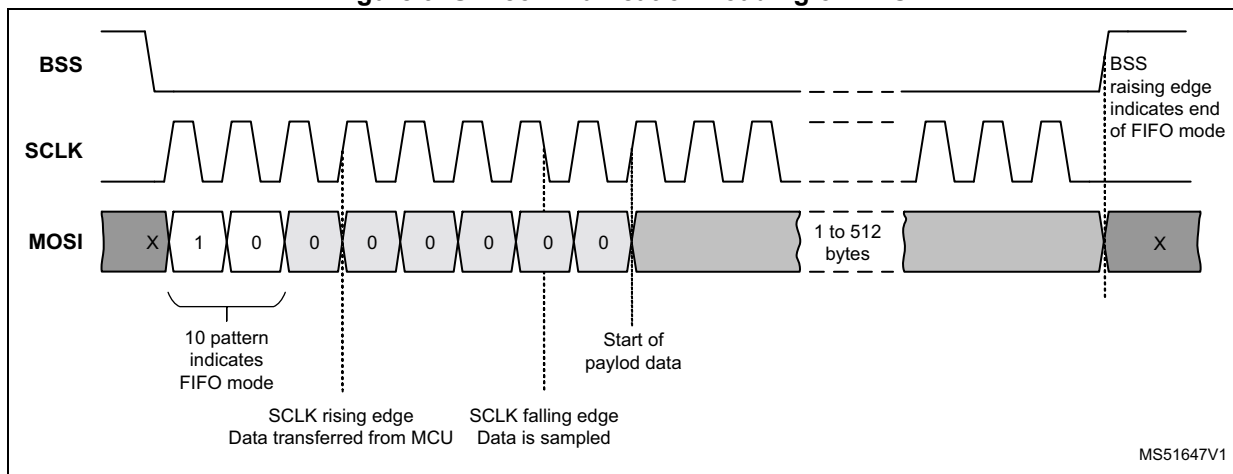 BSS
BSS
raising edge
indicates end
of FIFO mode
SCLK
MOSI
X 1 0 0 0 0 0 0 0 1 to 512 X
bytes
10 pattern
indicates
FIFO mode
Start of
paylod data
SCLK rising edge
Data transferred from MCU
SCLK falling edge
Data is sampled
MS51647V1